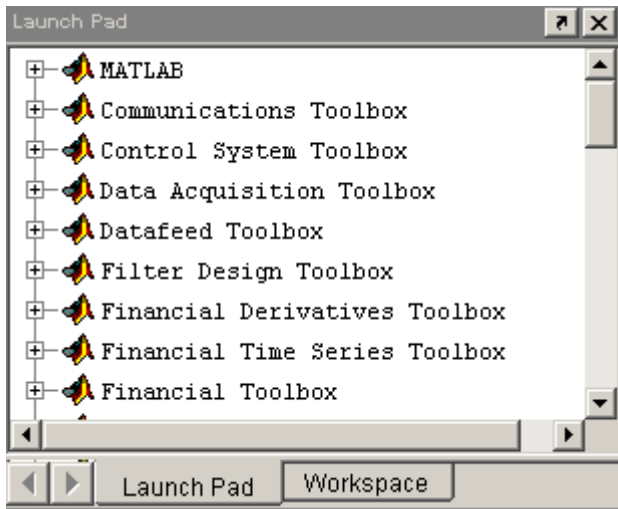 Launch Pad
MATLAB
Communications Toolbox
Control System Toolbox
Data Acquisition Toolbox
Datafeed Toolbox
Filter Design Toolbox
Financial Derivatives Toolbox
Financial Time Series Toolbox
Financial Toolbox
Launch Pad
Workspace